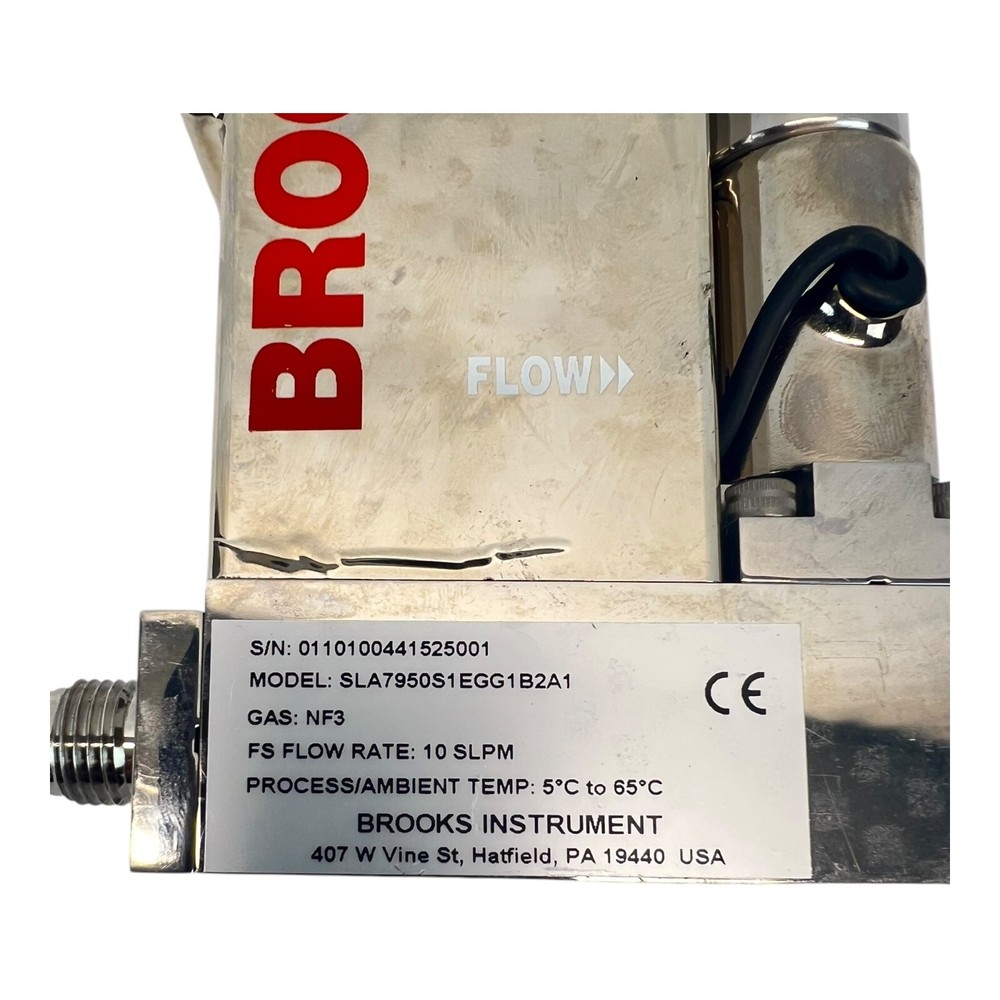 BROO
FLOW
S/N: 0110100441525001
MODEL: SLA7950S1EGG1B2A1
GAS: NF3
FS FLOW RATE: 10 SLPM
PROCESS/AMBIENT TEMP: 5°C to 65°C
BROOKS INSTRUMENT
407 W Vine St, Hatfield, PA 19440 USA
CE